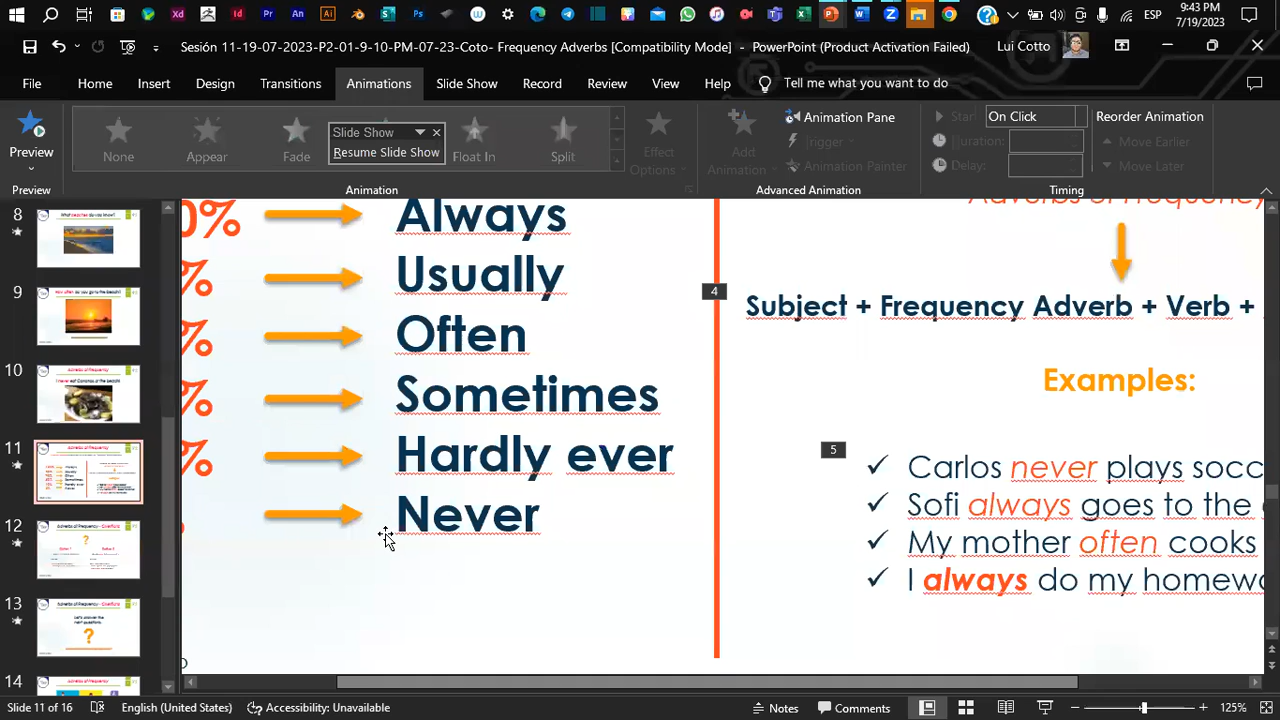 9:43 PM
ESP
7/19/2023
Sesión 11-19-07-2023-P2-01-9-10-PM-07-23-Coto- Frequency Adverbs [Compatibility Mode] - PowerPoint (Product Activation Failed)
Lui Cotto
File
Home
Insert
Design
Transitions
Animations
Slide Show
Record
Review
View
Help
Tell me what you want to do
Preview
None
Appear
Fade
Slide Show
Resume Slide Show
Float In
Split
Effect
Options
Add
Animation
Animation Pane
Trigger
Animation Painter
Start
On Click
Duration:
Delay:
Reorder Animation
Move Earlier
Move Later
Preview
Animation
Advanced Animation
Timing
8
9
10
11
12
13
14
0%
Always
%
Usually
%
Often
%
Sometimes
%
Hardly ever
Never
4
Adverbs of Frequency
Subject + Frequency Adverb + Verb +
Examples:
5
✓ Carlos never plays socc
✓ Sofi always goes to the
✓ My mother often cooks
✓ I always do my homewo
Slide 11 of 16
English (United States)
Accessibility: Unavailable
Notes
Comments
125%